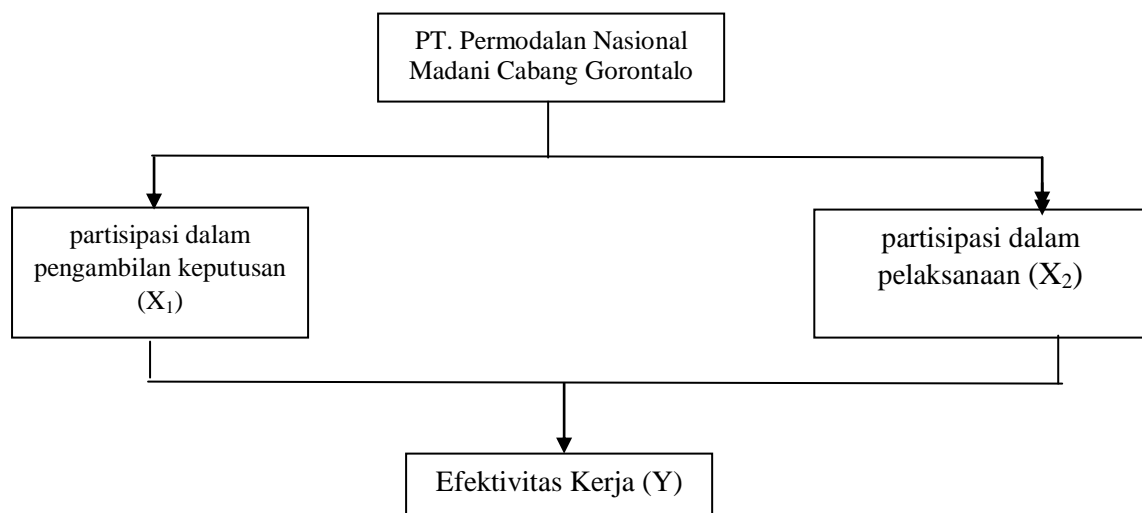 PT. Permodalan Nasional
Madani Cabang Gorontalo
partisipasi dalam
pengambilan keputusan
(X₁)
partisipasi dalam
pelaksanaan (X₂)
Efektivitas Kerja (Y)